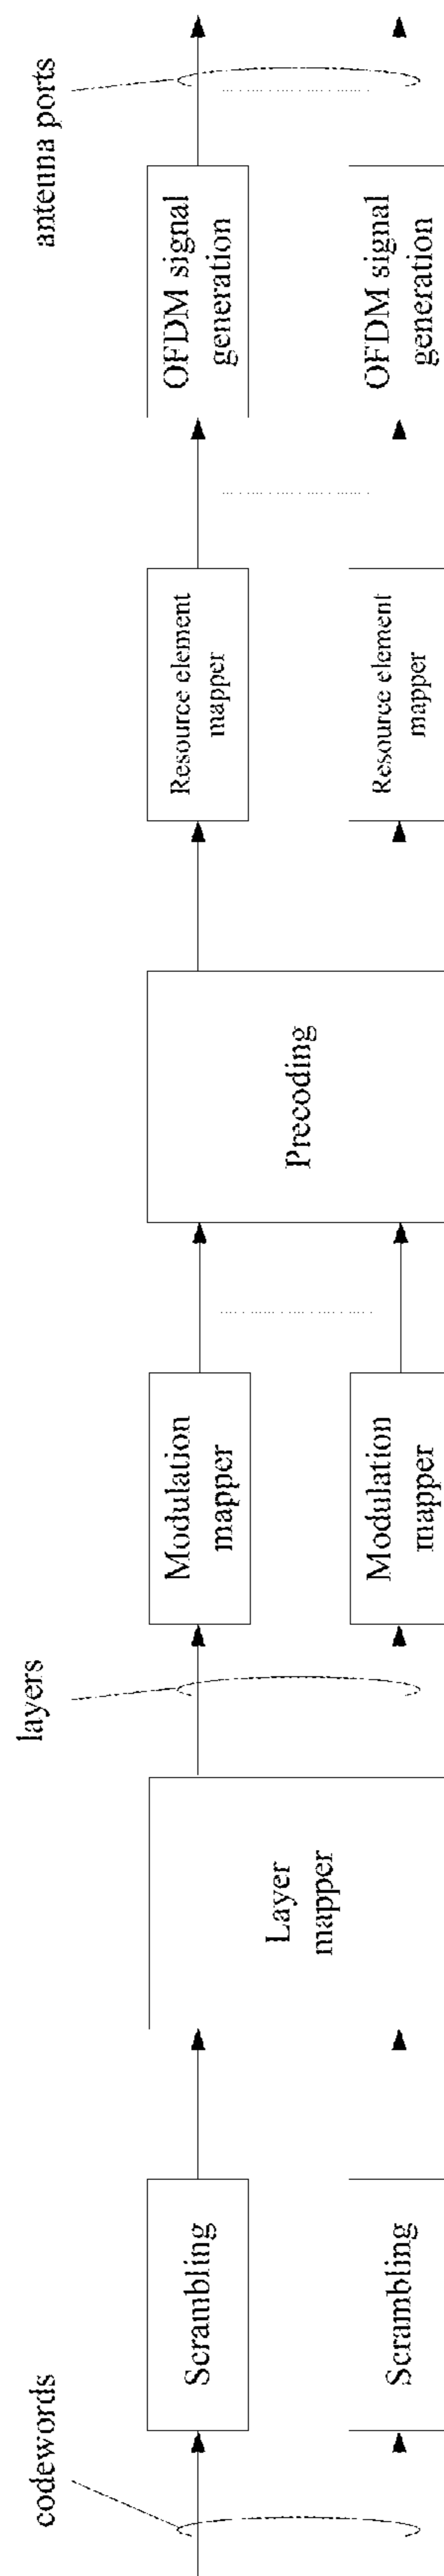 codewords
Scrambling
Scrambling
Layer
mapper
layers
Modulation
mapper
Modulation
mapper
Precoding
Resource element
mapper
Resource element
mapper
OFDM signal
generation
OFDM signal
generation
antenna ports